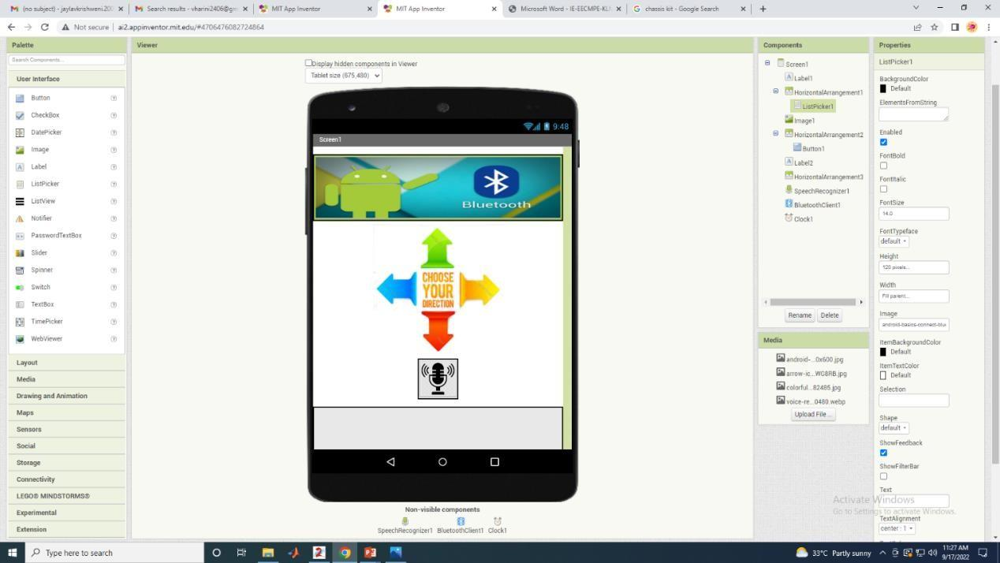 (no subject) - jaylavkrishweni.200
Search results - vharini2406@gm
MIT App Inventor
MIT App Inventor
Microsoft Word - IE-EECMPE-KLN
chassis kit - Google Search
Not secure | ai2.appinventor.mit.edu/#4706476082724864
Palette
Search Components...
User Interface
Button
CheckBox
DatePicker
Image
Label
ListPicker
ListView
Notifier
PasswordTextBox
Slider
Spinner
Switch
TextBox
TimePicker
WebViewer
Layout
Media
Drawing and Animation
Maps
Sensors
Social
Storage
Connectivity
LEGO® MINDSTORMS®
Experimental
Extension
Viewer
Display hidden components in Viewer
Tablet size (675,480)
9:48
Screen1
Bluetooth
CHOOSE
YOUR
DIRECTION
Non-visible components
SpeechRecognizer1 BluetoothClient1 Clock1
Components
Screen1
Label1
HorizontalArrangement1
ListPicker1
Image1
HorizontalArrangement2
Button1
Label2
HorizontalArrangement3
SpeechRecognizer1
BluetoothClient1
Clock1
Rename Delete
Media
android-...0x600.jpg
arrow-ic...WG8RB.jpg
colorful...82485.jpg
voice-re...0480.webp
Upload File ...
Properties
ListPicker1
BackgroundColor
Default
ElementsFromString
Enabled
FontBold
FontItalic
FontSize
14.0
FontTypeface
default
Height
120 pixels...
Width
Fill parent...
Image
android-basics-connect-blu
ItemBackgroundColor
Default
ItemTextColor
Default
Selection
Shape
default
ShowFeedback
ShowFilterBar
Text
TextAlignment
center : 1
Activate Windows
Go to Settings to activate Windows.
Type here to search
33°C Partly sunny
11:27 AM
9/17/2022